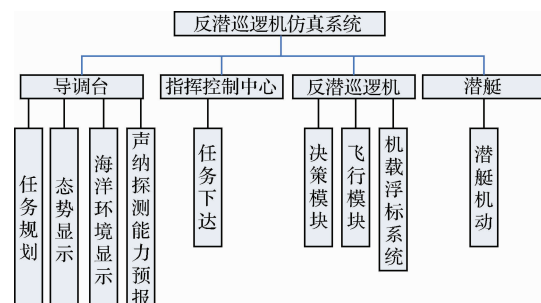 反潜巡逻机仿真系统
导调台
指挥控制中心
反潜巡逻机
潜艇
任务规划
态势显示
海洋环境显示
声纳探测能力预报
任务下达
决策模块
飞行模块
机载浮标系统
潜艇机动